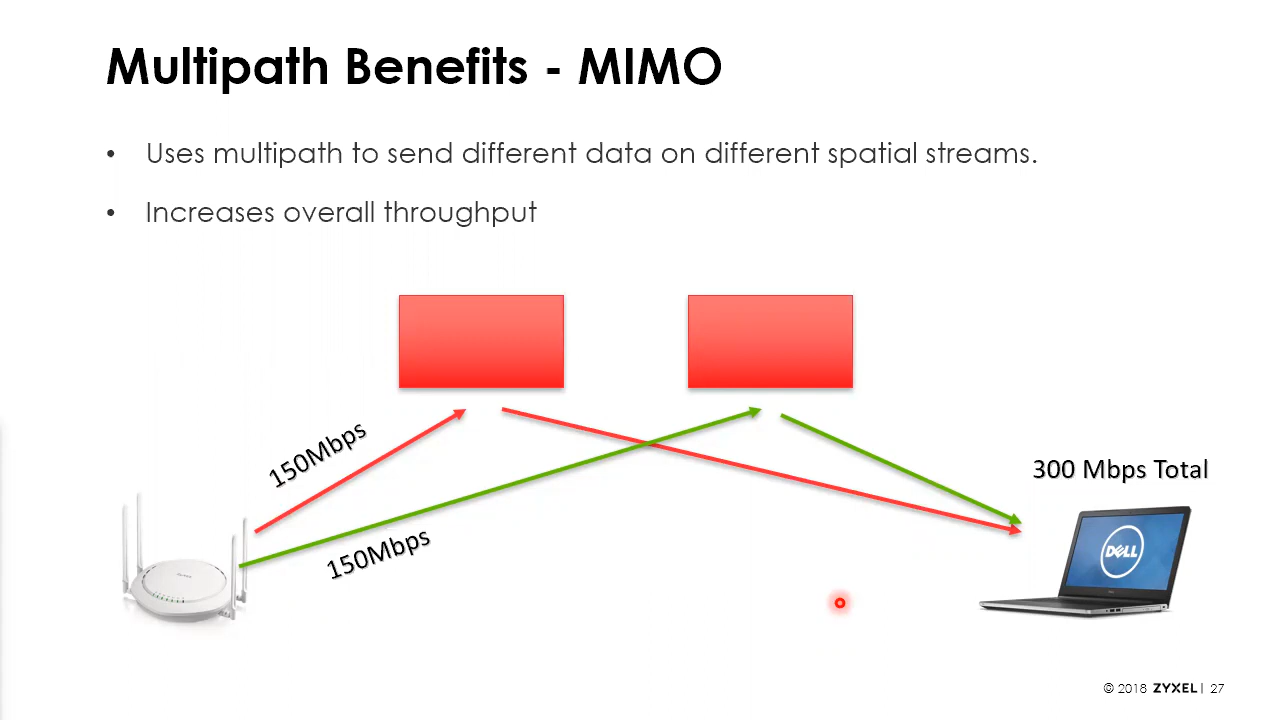 Multipath Benefits - MIMO
• Uses multipath to send different data on different spatial streams.
• Increases overall throughput
150Mbps
150Mbps
300 Mbps Total
ZYXEL
DELL
© 2018 ZYXEL | 27